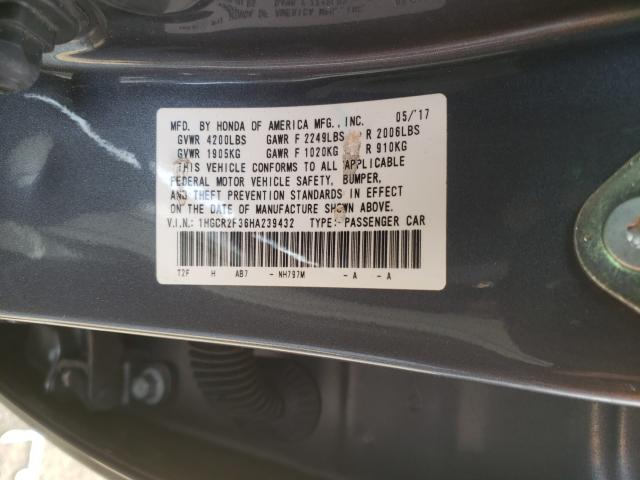 MFD. BY HONDA OF AMERICA MFG., INC. 05/'17
GVWR 4200LBS GAWR F 2249LBS R 2006LBS
GVWR 1905KG GAWR F 1020KG R 910KG
THIS VEHICLE CONFORMS TO ALL APPLICABLE
FEDERAL MOTOR VEHICLE SAFETY, BUMPER,
AND THEFT PREVENTION STANDARDS IN EFFECT
ON THE DATE OF MANUFACTURE SHOWN ABOVE.
V.I.N.: 1HGCR2F36HA239432 TYPE: PASSENGER CAR
T2F H AB7 - NH797M - A - A